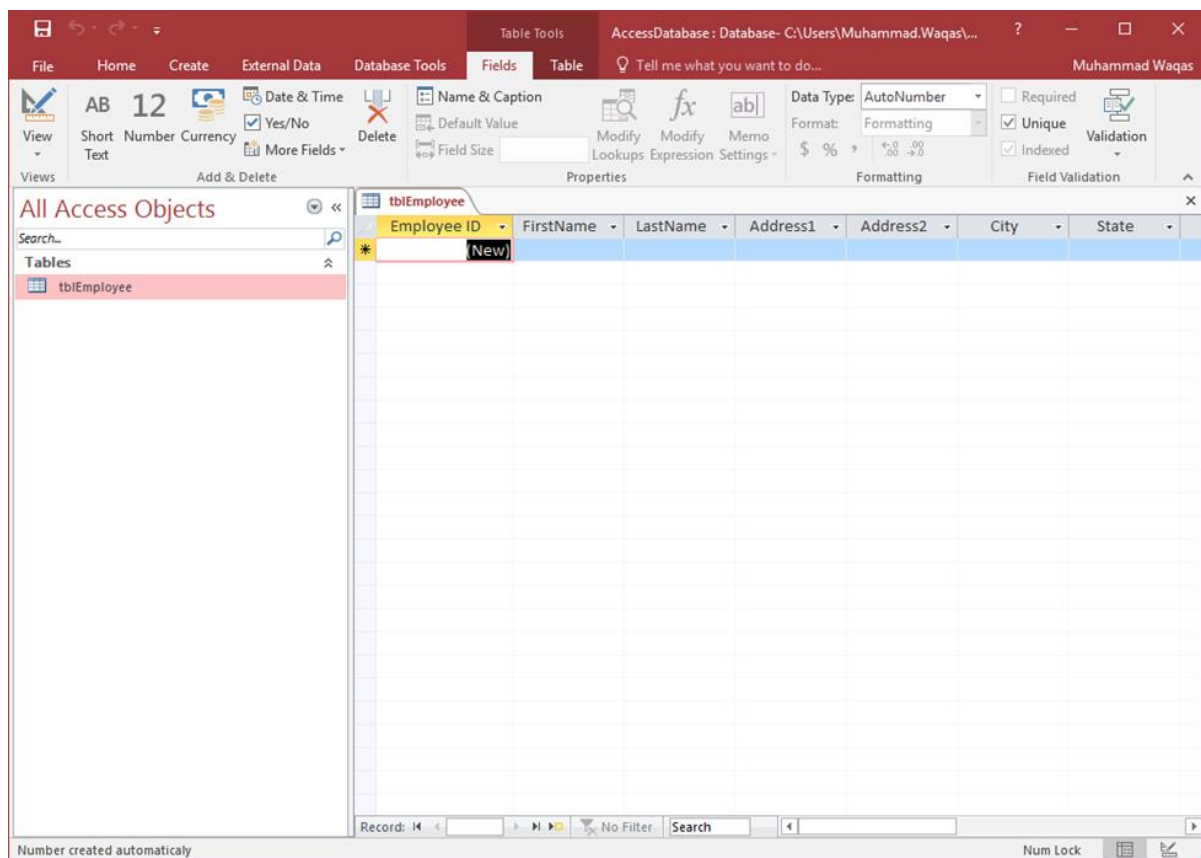 Table Tools AccessDatabase : Database- C:\Users\Muhammad.Waqas\... ?
File Home Create External Data Database Tools Fields Table Tell me what you want to do... Muhammad Waqas
View
Views
AB Short Text
12 Number
Currency
Date & Time
Yes/No
More Fields
Add & Delete
Delete
Name & Caption
Default Value
Field Size
Modify Lookups
fx Modify Expression
ab| Memo Settings
Properties
Data Type: AutoNumber
Format: Formatting
$ % , .0 .00 .00 .0
Formatting
Required
Unique
Indexed
Validation
Field Validation
All Access Objects «
Search...
Tables
tblEmployee
tblEmployee
Employee ID FirstName LastName Address1 Address2 City State
(New)
Record: No Filter Search
Number created automaticaly Num Lock